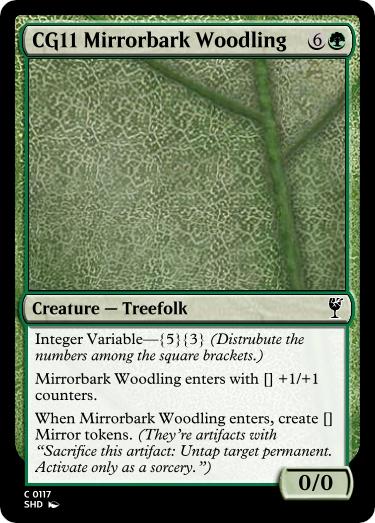 CG11 Mirrorbark Woodling 6
Creature — Treefolk
Integer Variable—{5}{3} (Distrubute the
numbers among the square brackets.)
Mirrorbark Woodling enters with [] +1/+1
counters.
When Mirrorbark Woodling enters, create []
Mirror tokens. (They're artifacts with
“Sacrifice this artifact: Untap target permanent.
Activate only as a sorcery.”)
0/0
C 0117
SHD